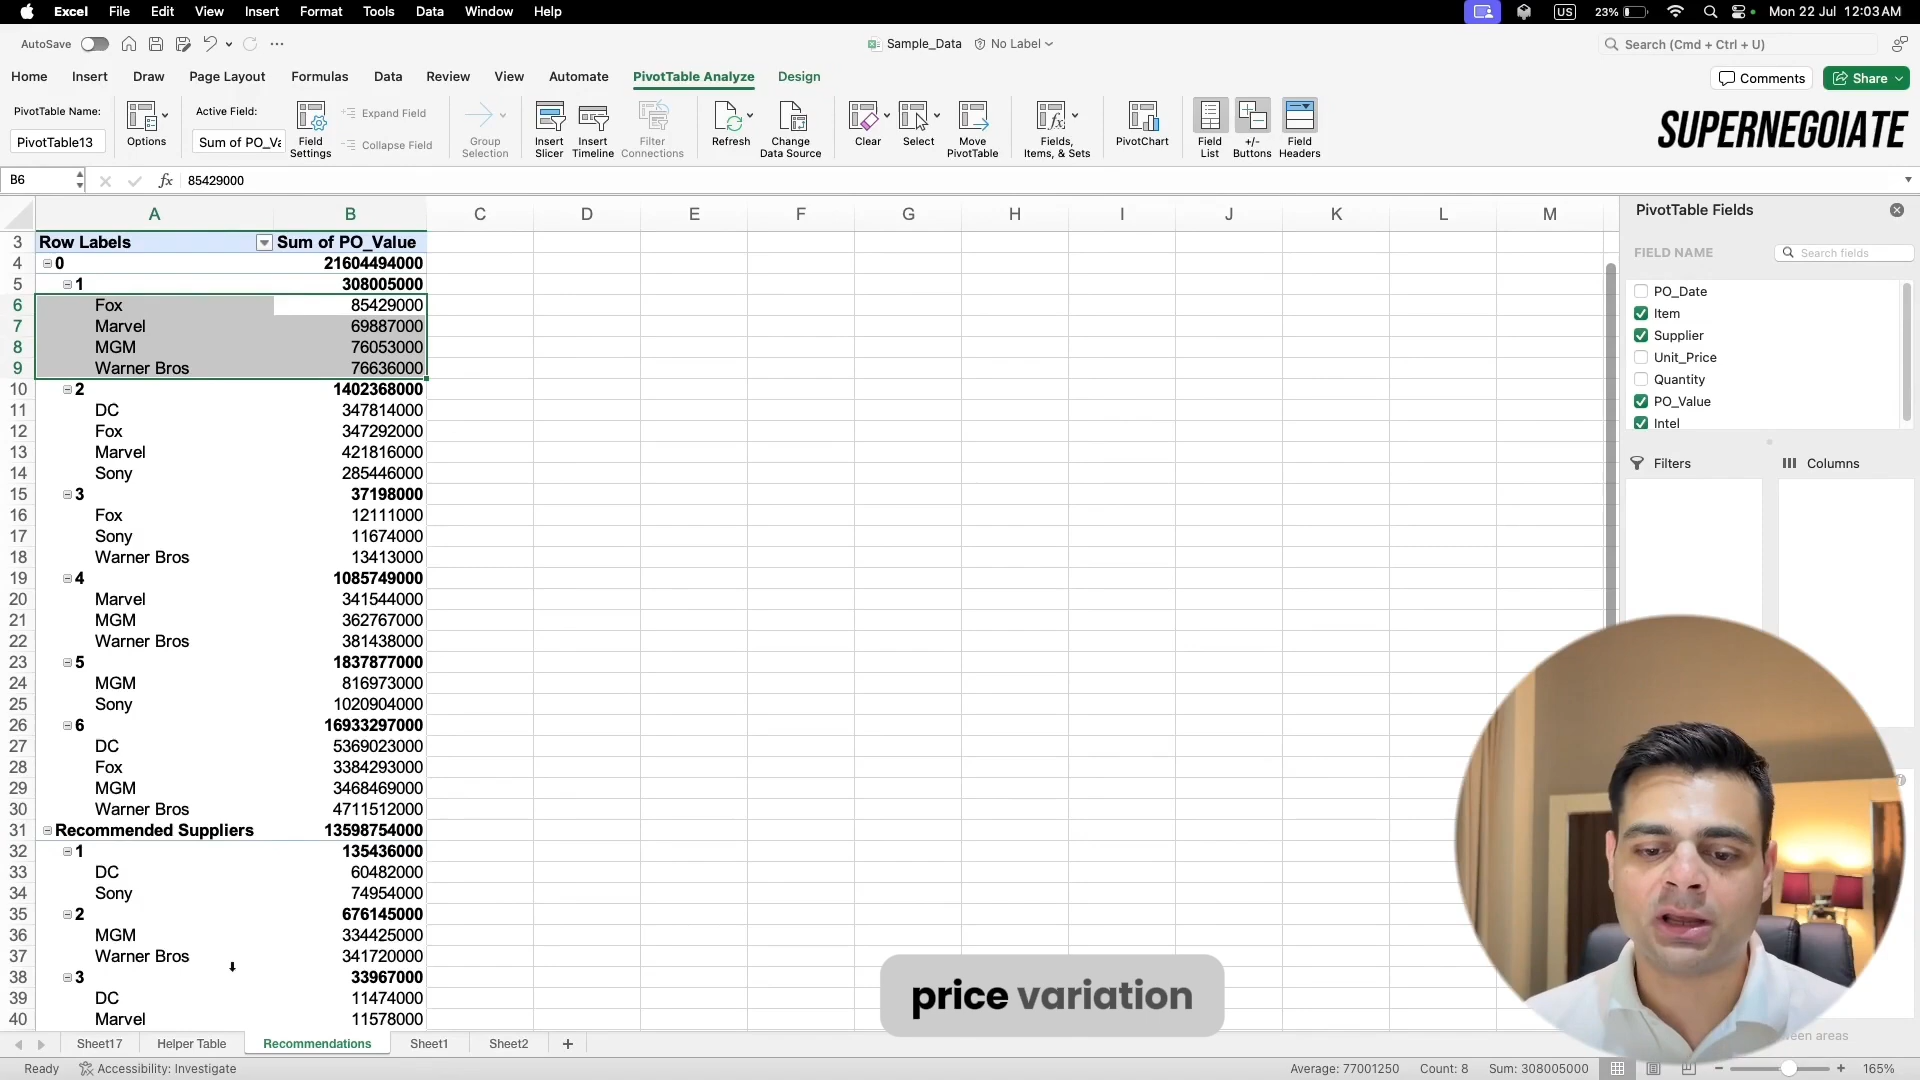 Excel File Edit View Insert Format Tools Data Window Help
US 23% Mon 22 Jul 12:03 AM
AutoSave
Sample_Data No Label
Search (Cmd + Ctrl + U)
Home Insert Draw Page Layout Formulas Data Review View Automate PivotTable Analyze Design
Comments Share
PivotTable Name:
PivotTable13
Options
Active Field:
Sum of PO_Va
Field Settings
Expand Field
Collapse Field
Group Selection
Insert Slicer
Insert Timeline
Filter Connections
Refresh
Change Data Source
Clear
Select
Move PivotTable
Fields, Items, & Sets
PivotChart
Field List
+/- Buttons
Field Headers
SUPERNEGOIATE
B6 fx 85429000
A B C D E F G H I J K L M
3 Row Labels Sum of PO_Value
4 0 21604494000
5 1 308005000
6 Fox 85429000
7 Marvel 69887000
8 MGM 76053000
9 Warner Bros 76636000
10 2 1402368000
11 DC 347814000
12 Fox 347292000
13 Marvel 421816000
14 Sony 285446000
15 3 37198000
16 Fox 12111000
17 Sony 11674000
18 Warner Bros 13413000
19 4 1085749000
20 Marvel 341544000
21 MGM 362767000
22 Warner Bros 381438000
23 5 1837877000
24 MGM 816973000
25 Sony 1020904000
26 6 16933297000
27 DC 5369023000
28 Fox 3384293000
29 MGM 3468469000
30 Warner Bros 4711512000
31 Recommended Suppliers 13598754000
32 1 135436000
33 DC 60482000
34 Sony 74954000
35 2 676145000
36 MGM 334425000
37 Warner Bros 341720000
38 3 33967000
39 DC 11474000
40 Marvel 11578000
PivotTable Fields
FIELD NAME Search fields
PO_Date
Item
Supplier
Unit_Price
Quantity
PO_Value
Intel
Filters Columns
price variation
areas
Sheet17 Helper Table Recommendations Sheet1 Sheet2
Ready Accessibility: Investigate Average: 77001250 Count: 8 Sum: 308005000 165%